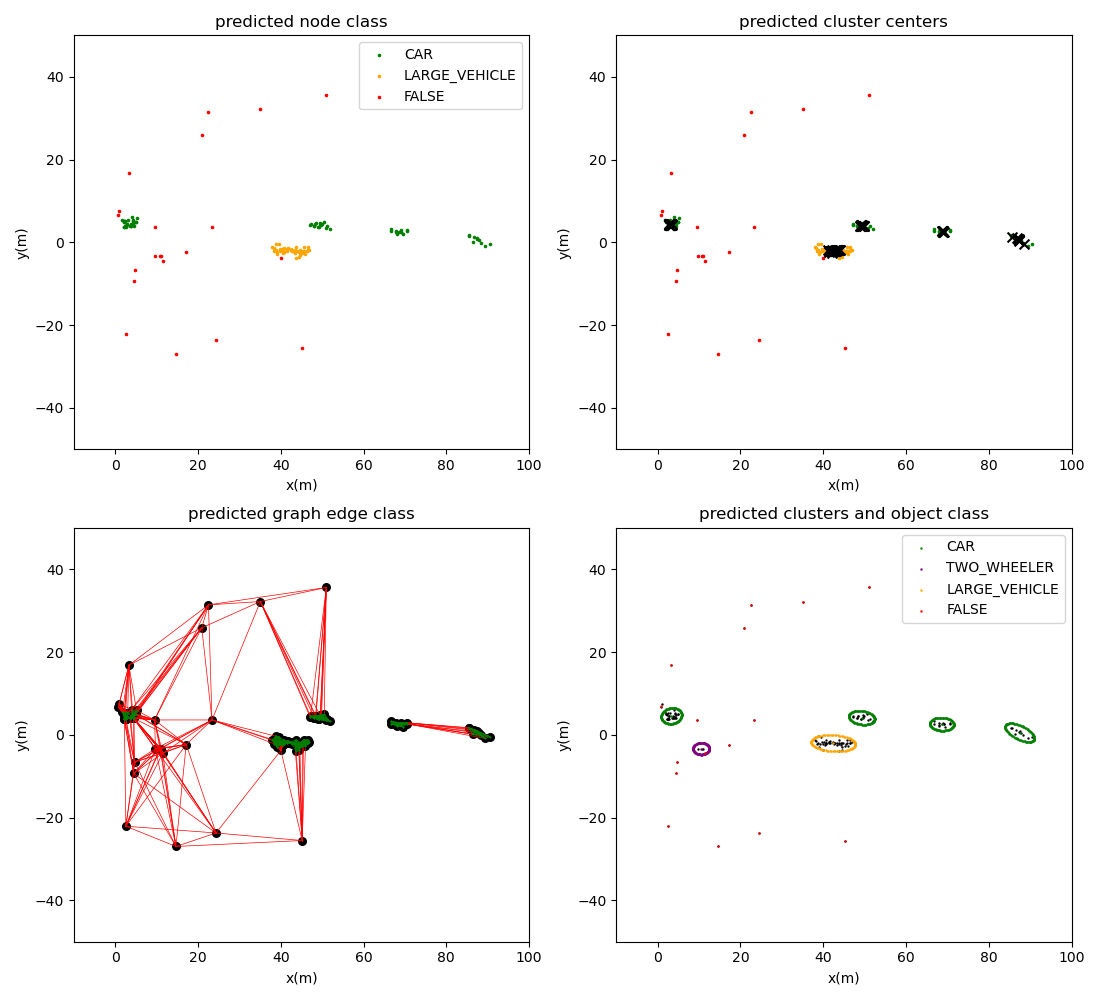 predicted node class
CAR
LARGE_VEHICLE
FALSE
40
20
0
−20
−40
y(m)
0 20 40 60 80 100
x(m)
predicted cluster centers
40
20
0
−20
−40
y(m)
0 20 40 60 80 100
x(m)
predicted graph edge class
40
20
0
−20
−40
y(m)
0 20 40 60 80 100
x(m)
predicted clusters and object class
CAR
TWO_WHEELER
LARGE_VEHICLE
FALSE
40
20
0
−20
−40
y(m)
0 20 40 60 80 100
x(m)